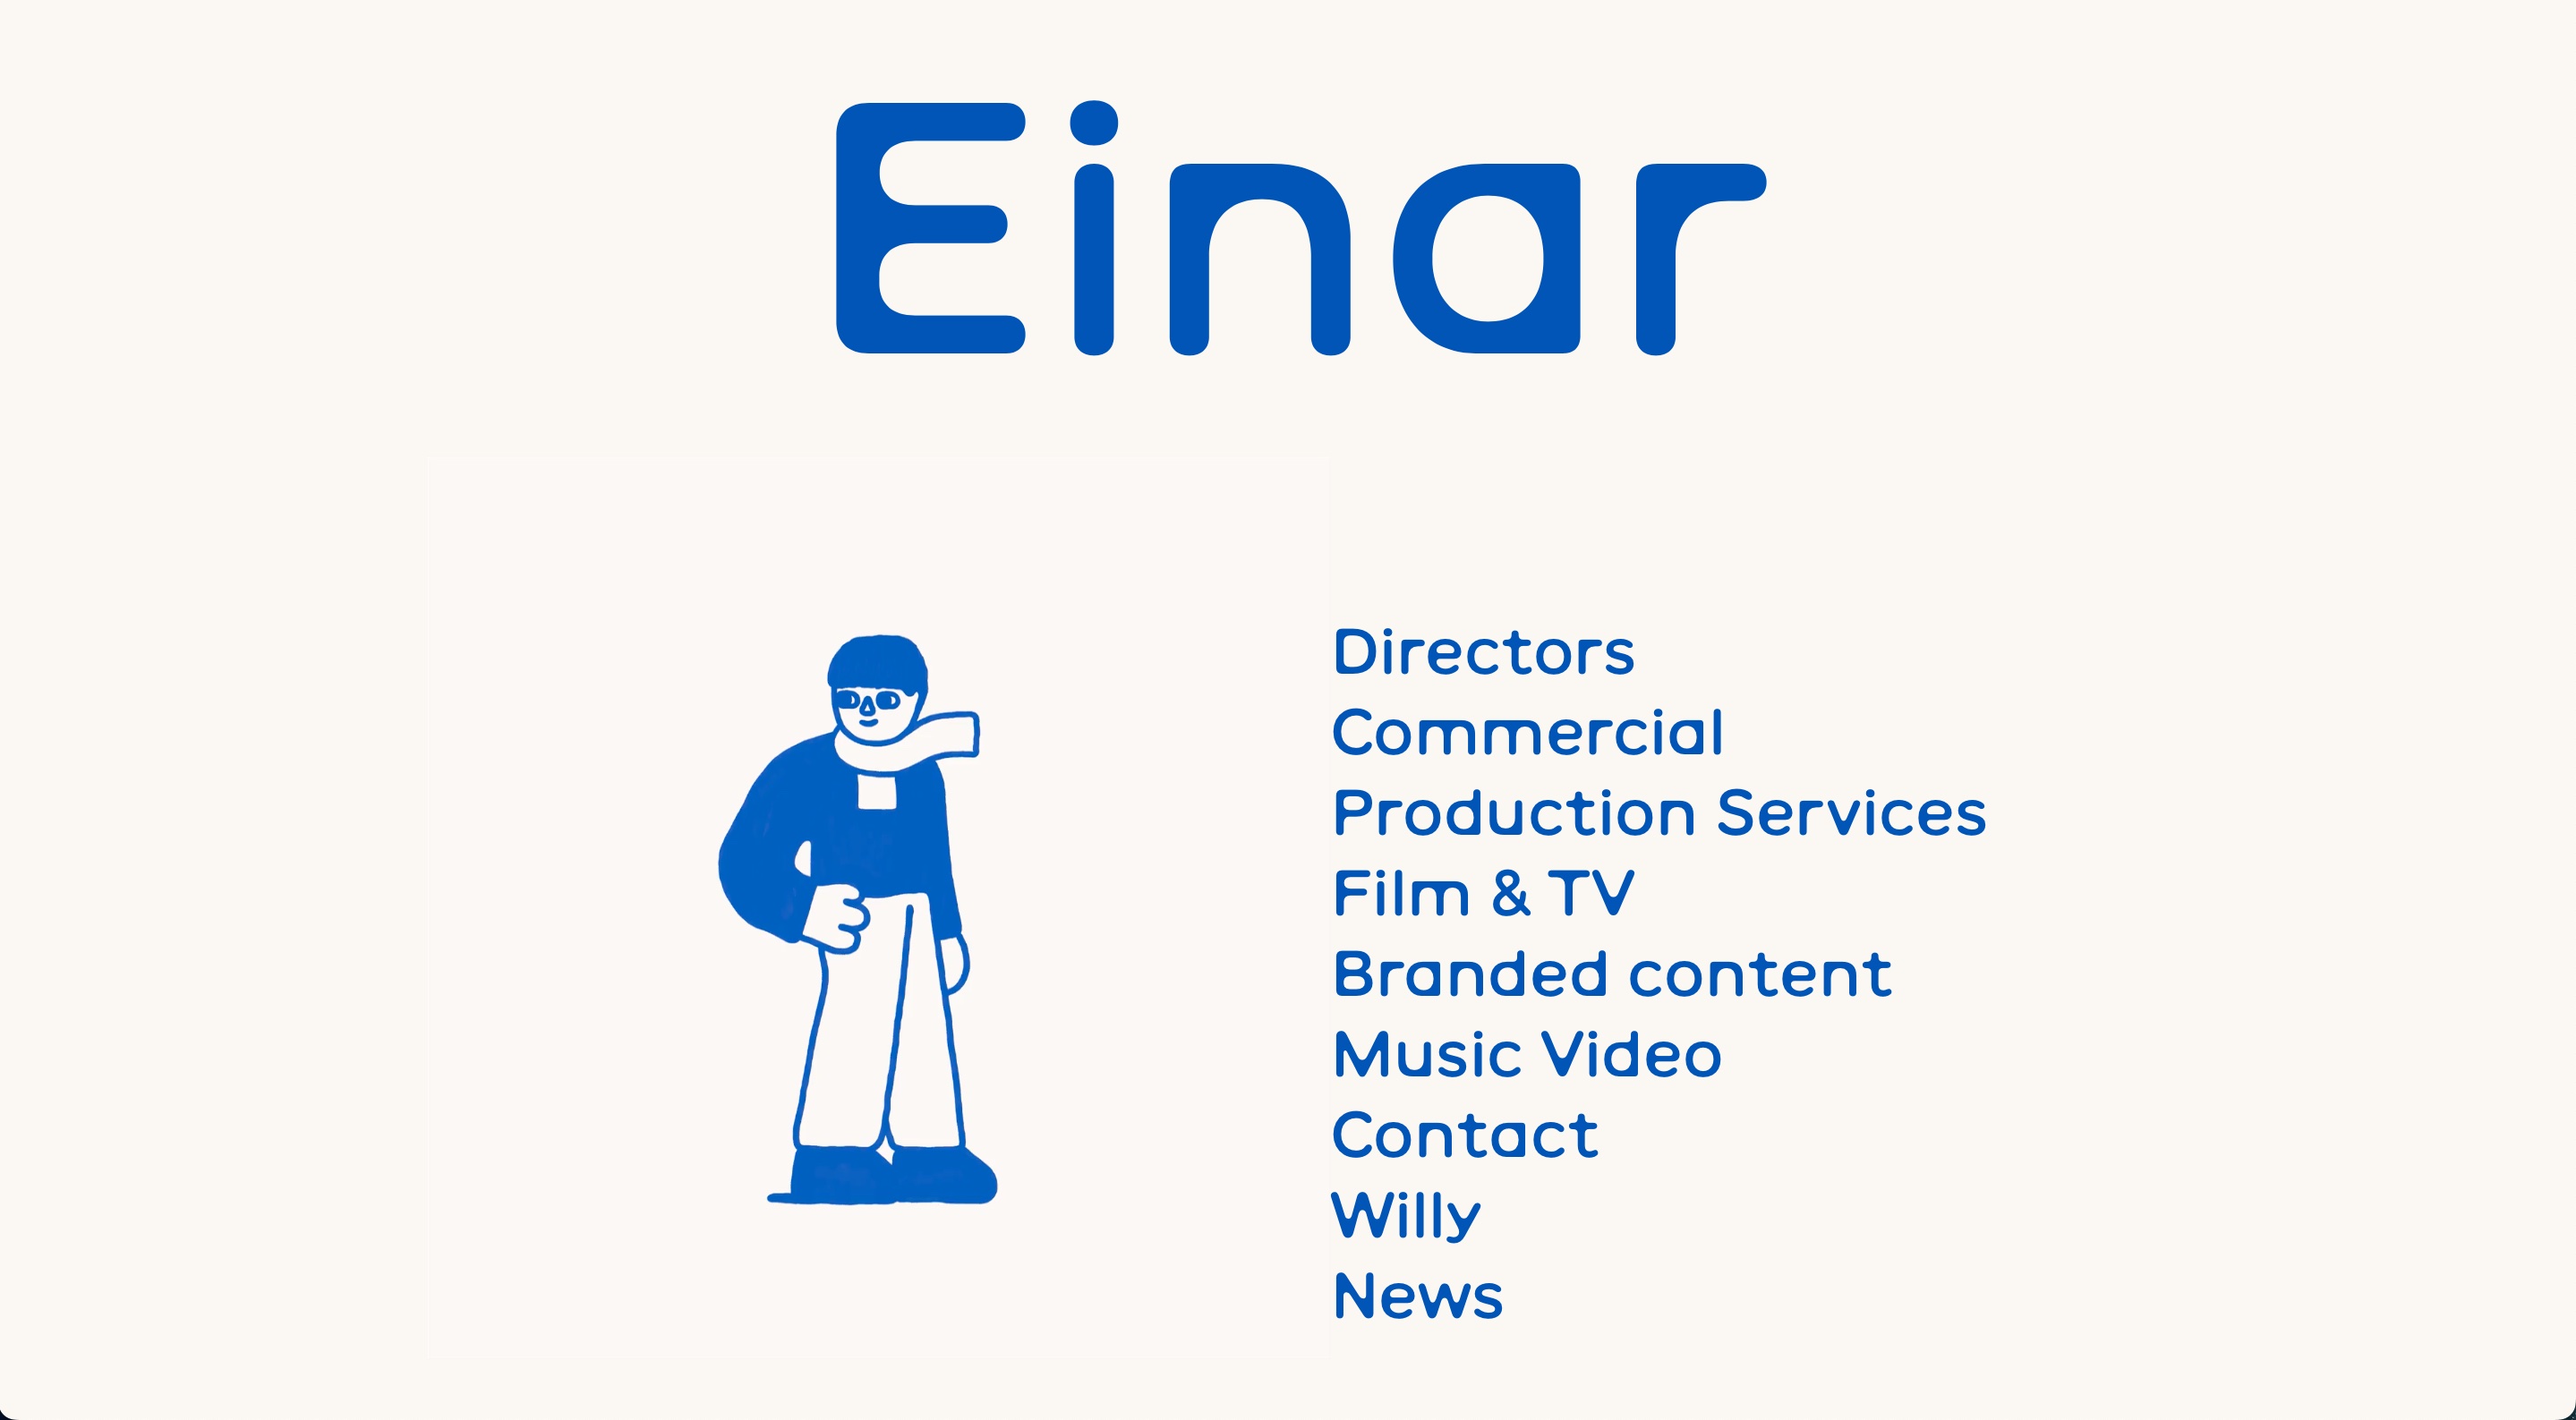 Einar
Directors
Commercial
Production Services
Film & TV
Branded content
Music Video
Contact
Willy
News